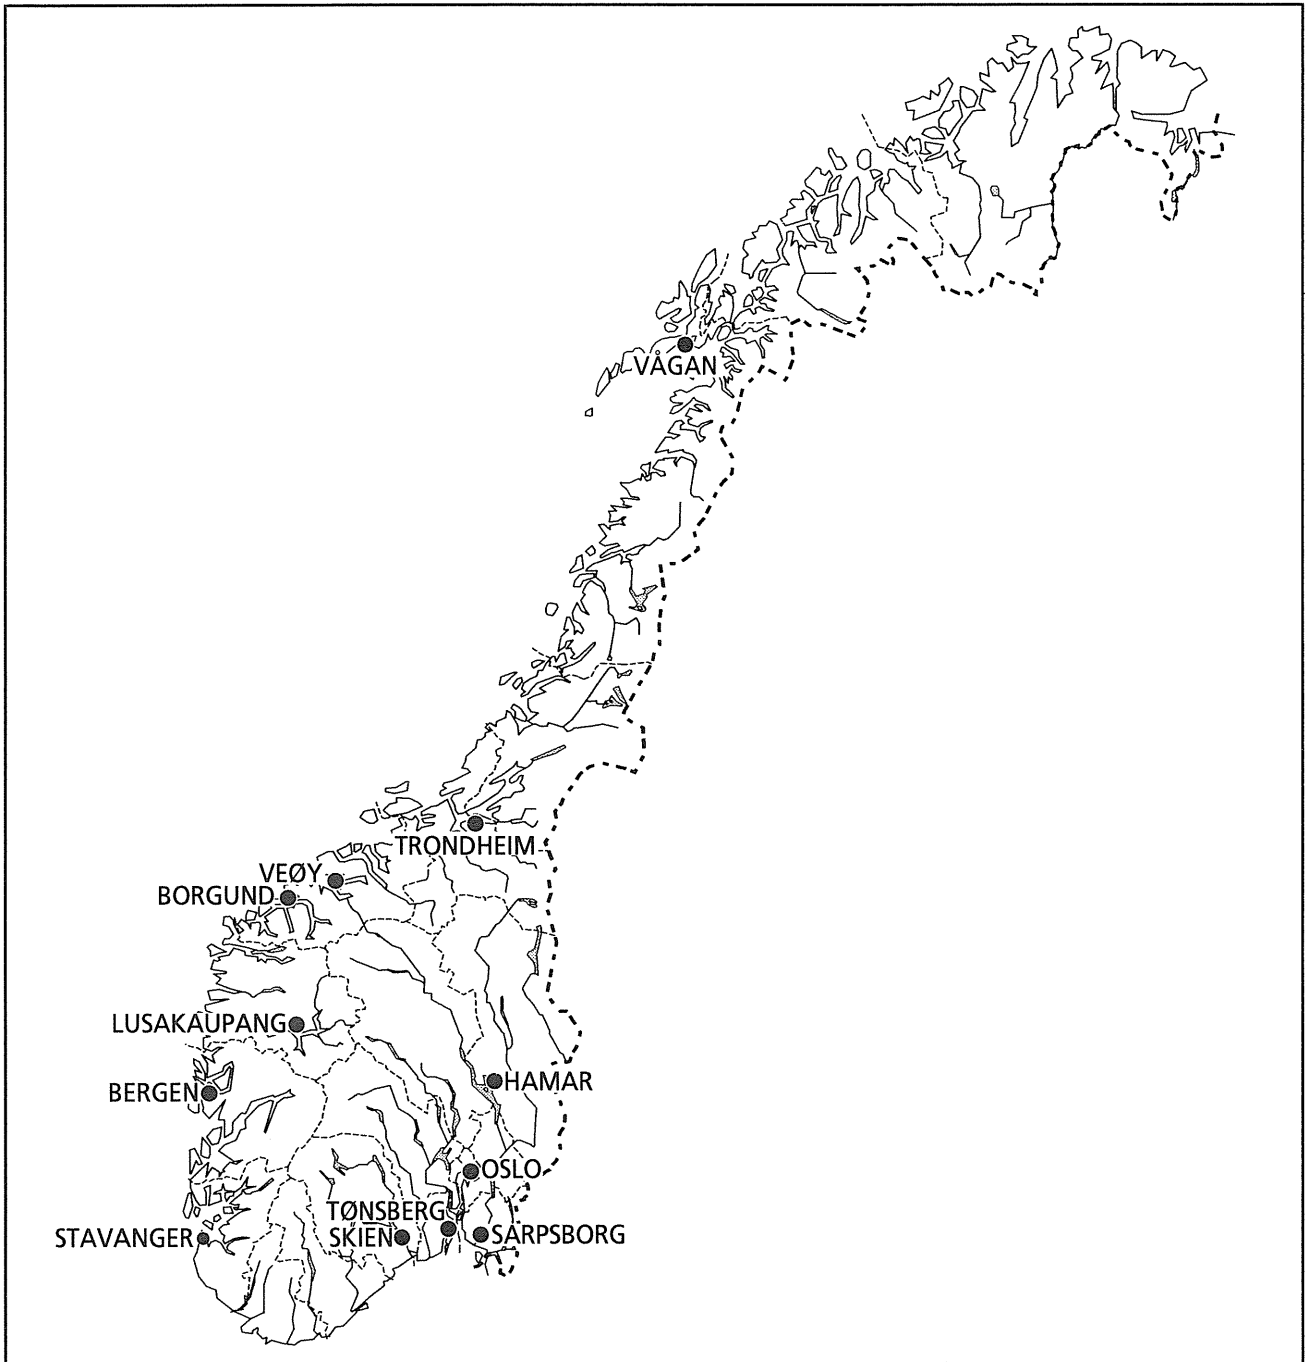 VÅGAN
TRONDHEIM
VEØY
BORGUND
LUSAKAUPANG
HAMAR
BERGEN
OSLO
TØNSBERG
STAVANGER
SKIEN
SARPSBORG